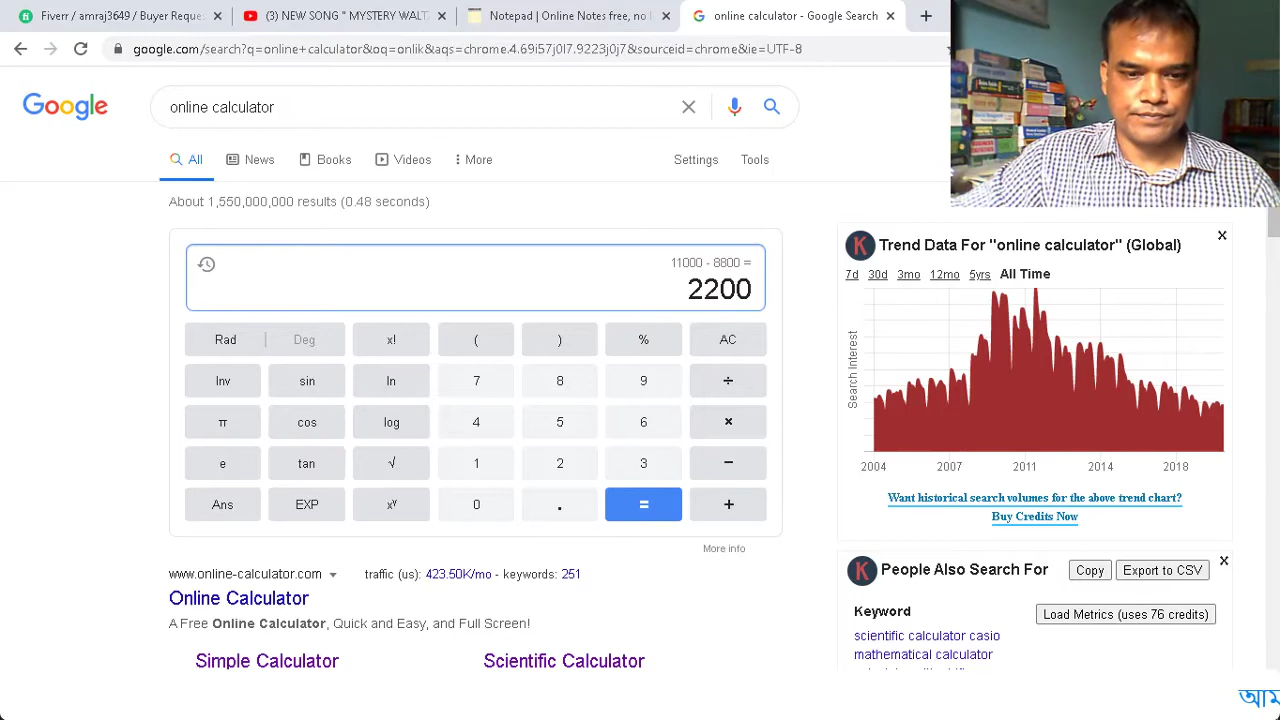 Fiverr / amraj3649 / Buyer Reque
(3) NEW SONG " MYSTERY WALT
Notepad | Online Notes free, no l
online calculator - Google Search
google.com/search?q=online+calculator&oq=onlik&aqs=chrome.4.69i57j0l7.9223j0j7&sourceid=chrome&ie=UTF-8
Google
online calculator
All
News
Books
Videos
More
Settings
Tools
About 1,550,000,000 results (0.48 seconds)
11000 - 8800 =
2200
Rad Deg x! ( ) % AC
Inv sin ln 7 8 9 ÷
π cos log 4 5 6 ×
e tan √ 2 3 −
Ans EXP 0 . = +
More info
www.online-calculator.com
traffic (us): 423.50K/mo - keywords: 251
Online Calculator
A Free Online Calculator, Quick and Easy, and Full Screen!
Simple Calculator
Scientific Calculator
K
Trend Data For "online calculator" (Global)
x
7d 30d 3mo 12mo 5yrs All Time
Search Interest
2004 2007 2011 2014 2018
Want historical search volumes for the above trend chart?
Buy Credits Now
K
People Also Search For
Copy
Export to CSV
x
Keyword
Load Metrics (uses 76 credits)
scientific calculator casio
mathematical calculator
আম